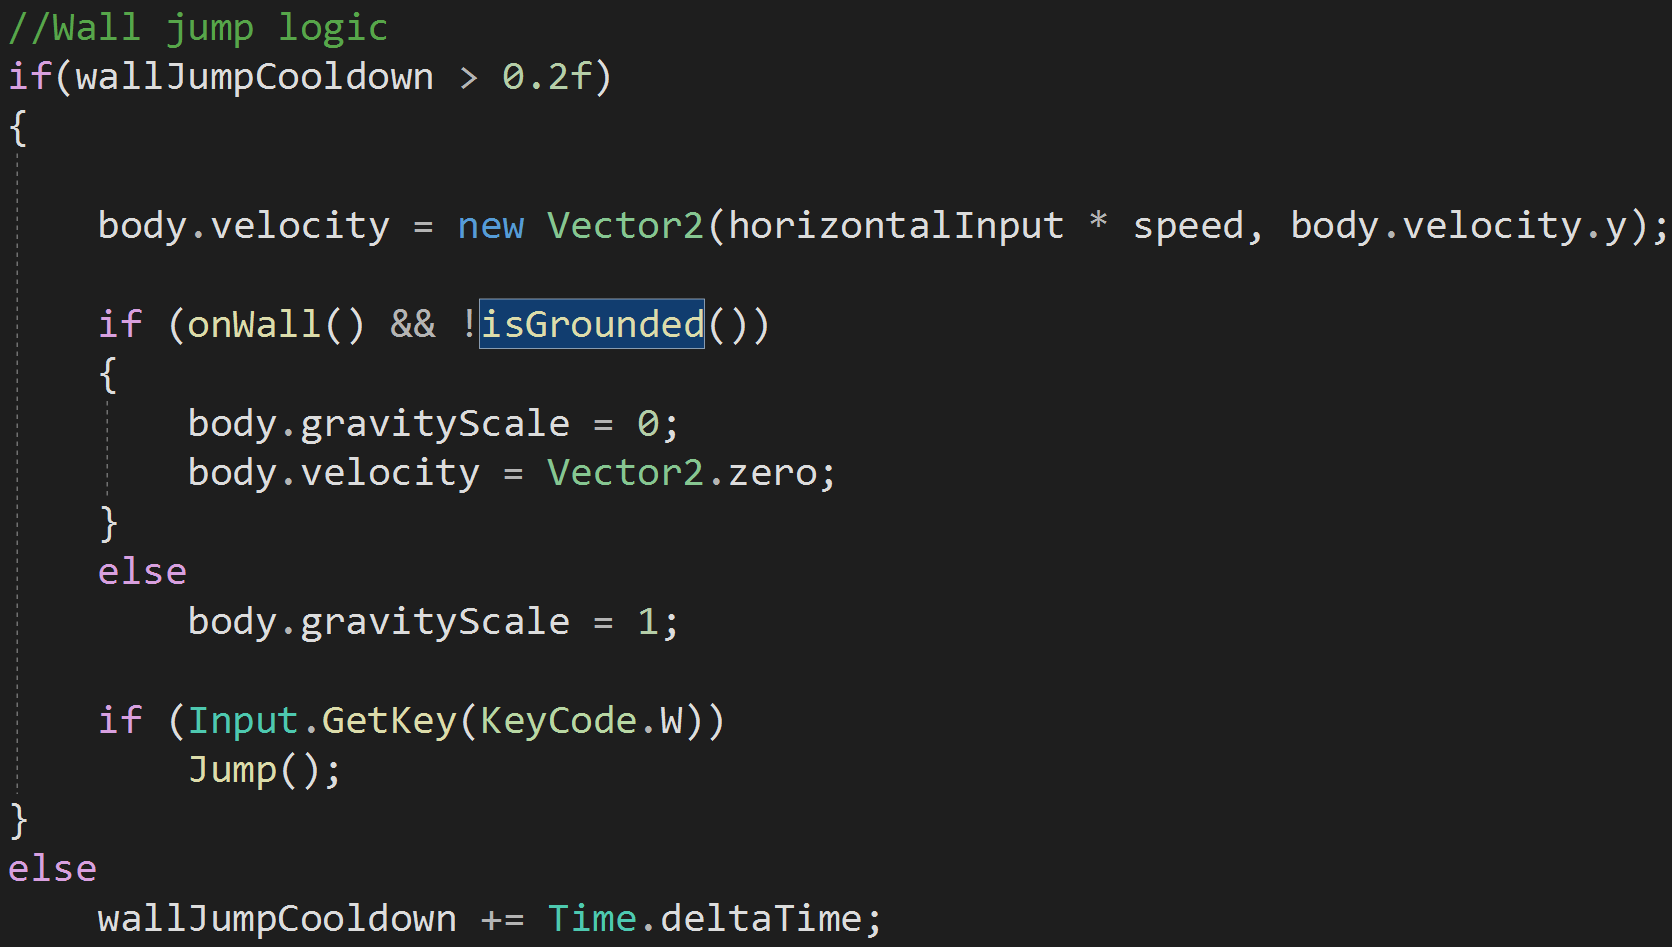 //Wall jump logic
if(wallJumpCooldown > 0.2f)
{
body.velocity = new Vector2(horizontalInput * speed, body.velocity.y);
if (onWall() && !isGrounded())
{
body.gravityScale = 0;
body.velocity = Vector2.zero;
}
else
body.gravityScale = 1;
if (Input.GetKey(KeyCode.W))
Jump();
}
else
wallJumpCooldown += Time.deltaTime;